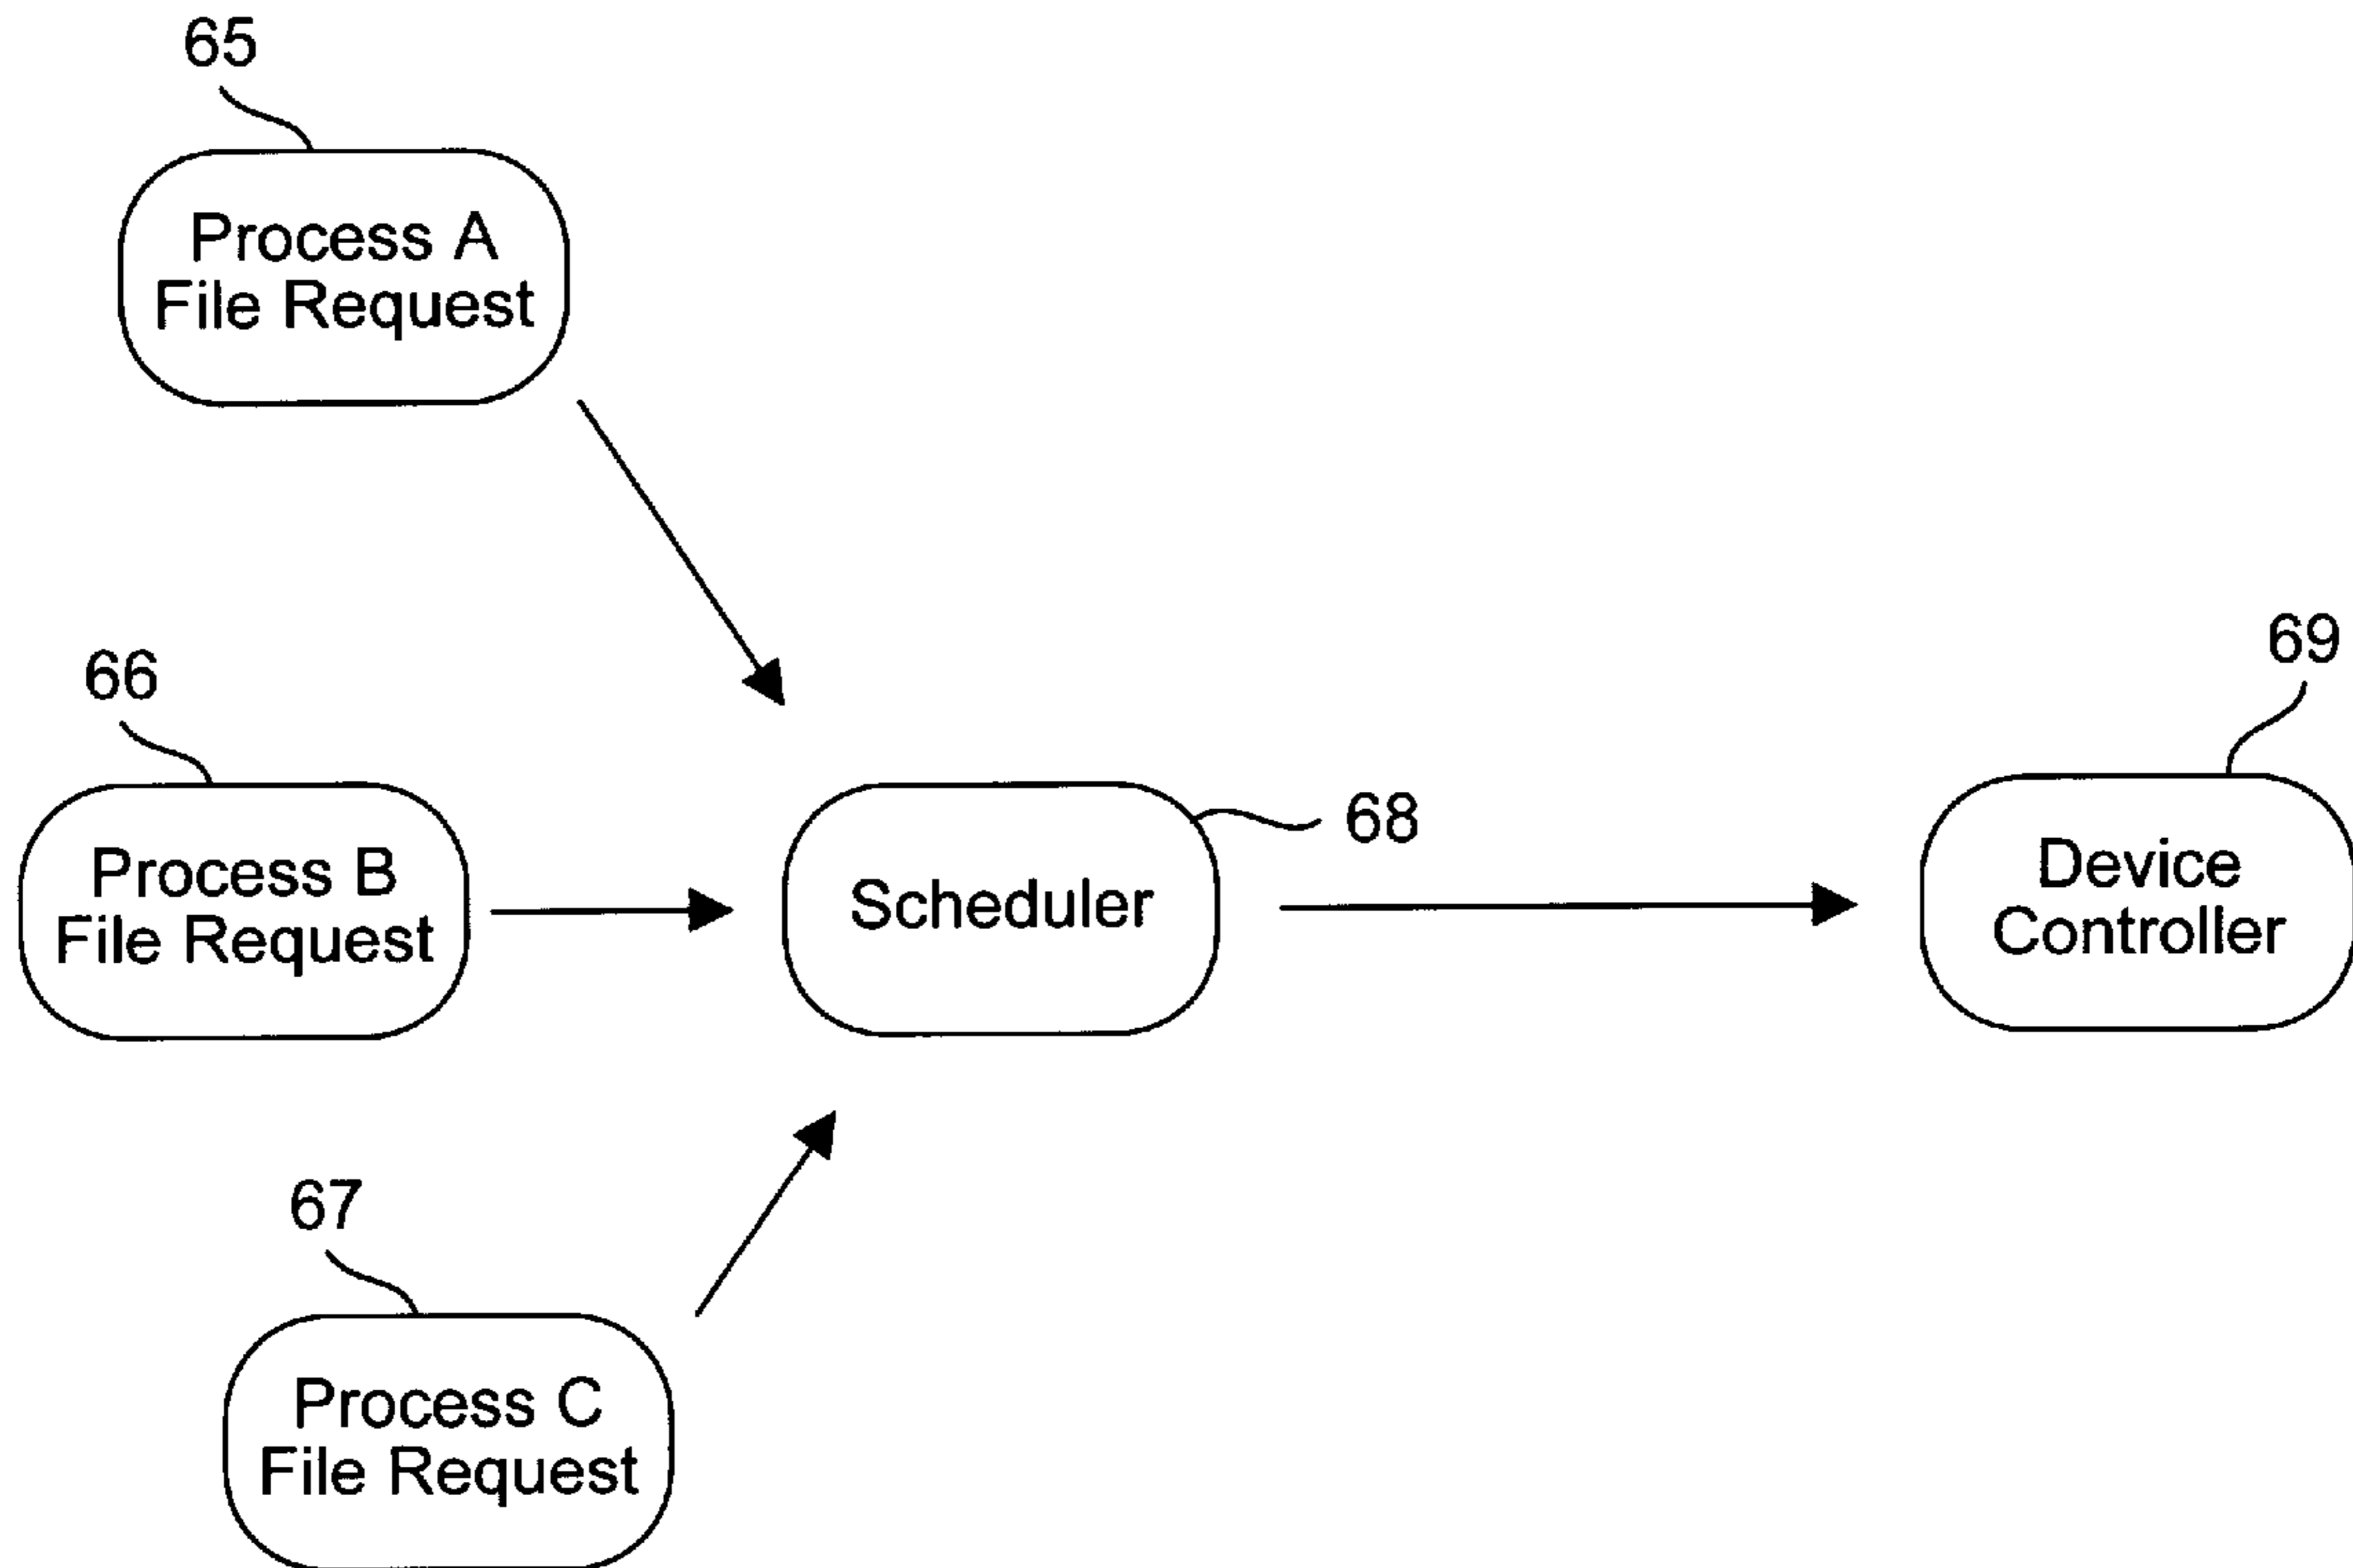 65
Process A
File Request
66
Process B
File Request
67
Process C
File Request
68
Scheduler
69
Device
Controller